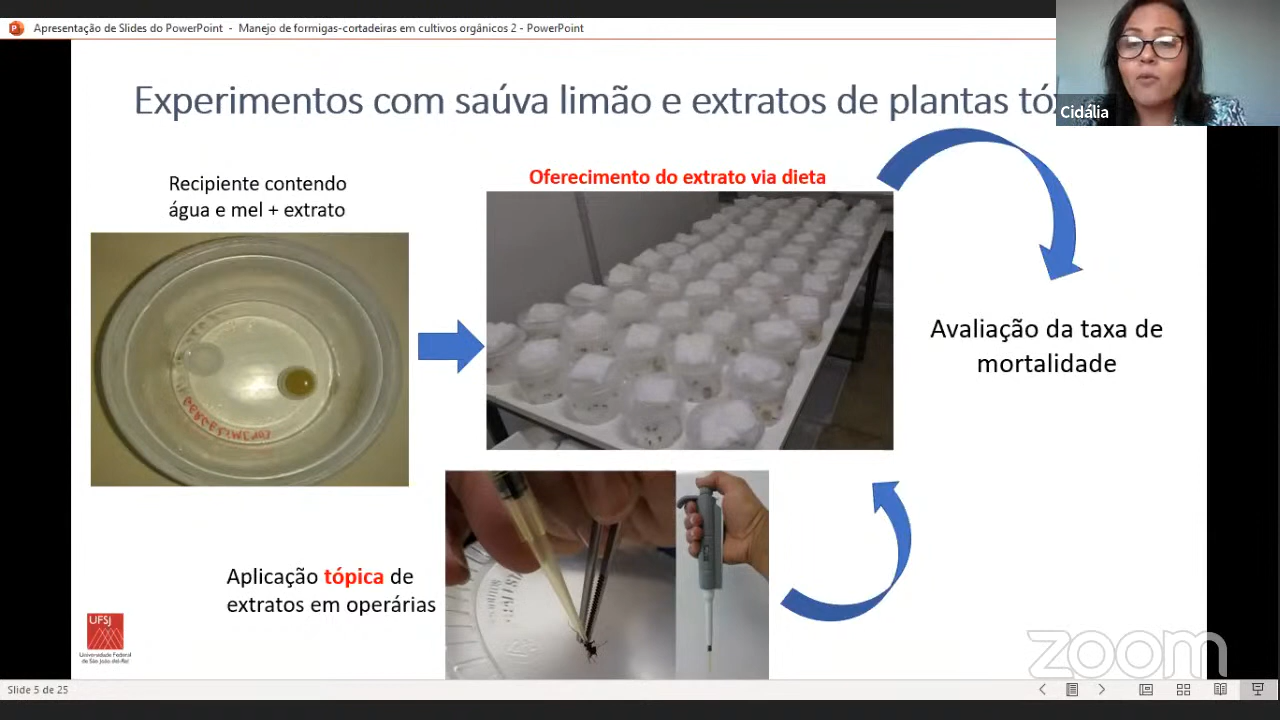 Apresentação de Slides do PowerPoint - Manejo de formigas-cortadeiras em cultivos orgânicos 2 - PowerPoint
Cidália
Experimentos com saúva limão e extratos de plantas
Recipiente contendo
água e mel + extrato
Oferecimento do extrato via dieta
Avaliação da taxa de
mortalidade
Aplicação tópica de
extratos em operárias
UFSJ
Universidade Federal
de São João del-Rei
zoom
Slide 5 de 25